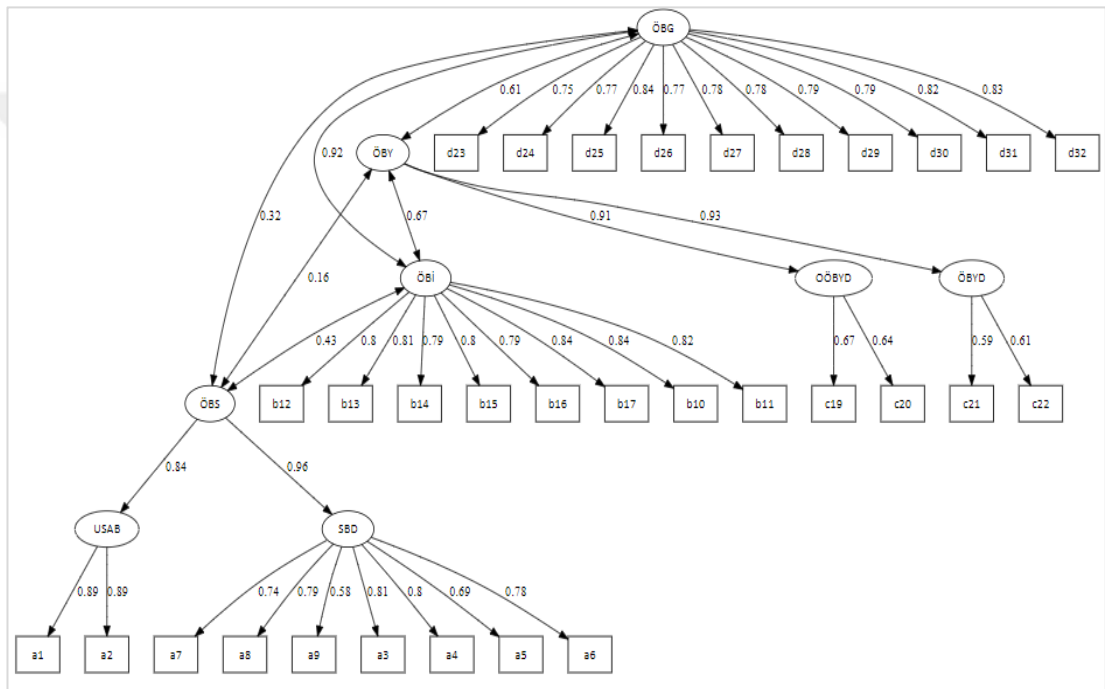 ÖBG
0.61 0.75 0.77 0.84 0.77 0.78 0.78 0.79 0.79 0.82 0.83
ÖBY d23 d24 d25 d26 d27 d28 d29 d30 d31 d32
0.92
0.32 0.67 0.91 0.93
0.16
ÖBİ OÖBYD ÖBYD
0.43 0.8 0.81 0.79 0.8 0.79 0.84 0.84 0.82 0.67 0.64 0.59 0.61
ÖBS b12 b13 b14 b15 b16 b17 b10 b11 c19 c20 c21 c22
0.84 0.96
USAB SBD
0.89 0.89 0.74 0.79 0.58 0.81 0.8 0.69 0.78
a1 a2 a7 a8 a9 a3 a4 a5 a6